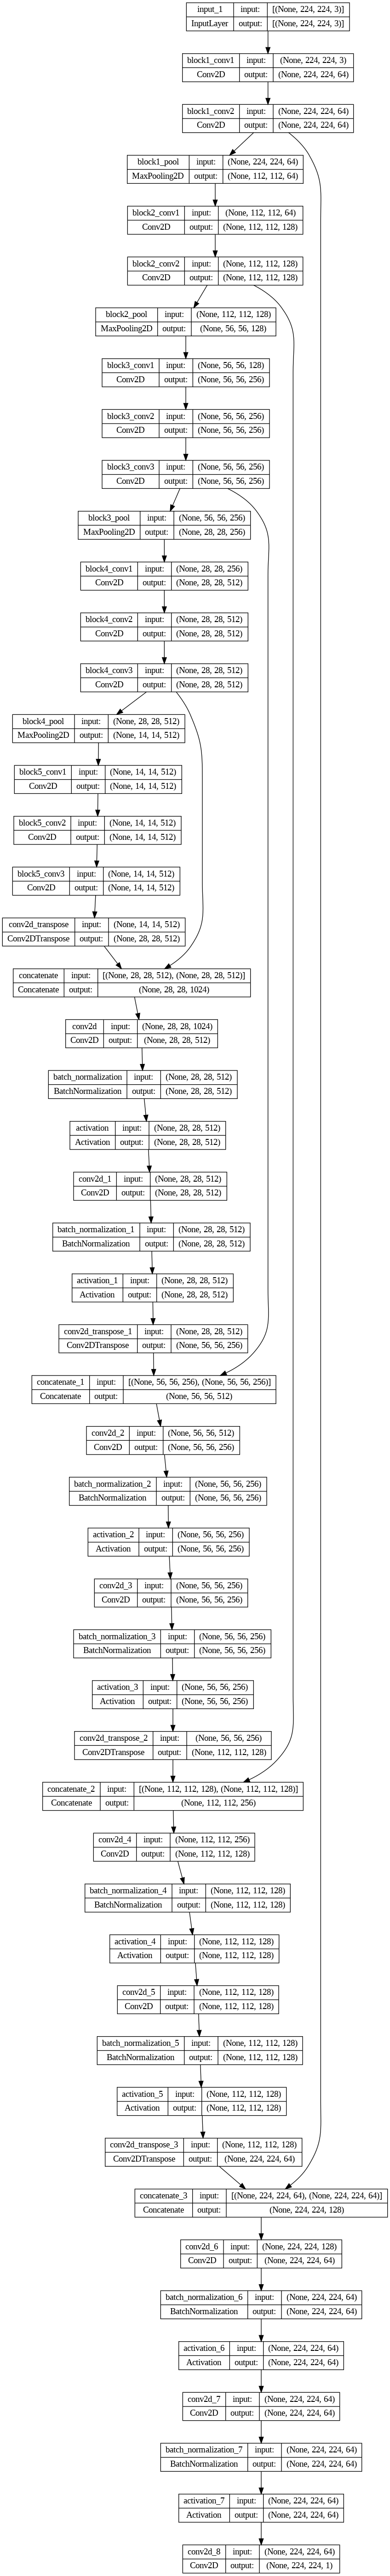 input_1 input: [(None, 224, 224, 3)]
InputLayer output: [(None, 224, 224, 3)]
block1_conv1 input: (None, 224, 224, 3)
Conv2D output: (None, 224, 224, 64)
block1_conv2 input: (None, 224, 224, 64)
Conv2D output: (None, 224, 224, 64)
block1_pool input: (None, 224, 224, 64)
MaxPooling2D output: (None, 112, 112, 64)
block2_conv1 input: (None, 112, 112, 64)
Conv2D output: (None, 112, 112, 128)
block2_conv2 input: (None, 112, 112, 128)
Conv2D output: (None, 112, 112, 128)
block2_pool input: (None, 112, 112, 128)
MaxPooling2D output: (None, 56, 56, 128)
block3_conv1 input: (None, 56, 56, 128)
Conv2D output: (None, 56, 56, 256)
block3_conv2 input: (None, 56, 56, 256)
Conv2D output: (None, 56, 56, 256)
block3_conv3 input: (None, 56, 56, 256)
Conv2D output: (None, 56, 56, 256)
block3_pool input: (None, 56, 56, 256)
MaxPooling2D output: (None, 28, 28, 256)
block4_conv1 input: (None, 28, 28, 256)
Conv2D output: (None, 28, 28, 512)
block4_conv2 input: (None, 28, 28, 512)
Conv2D output: (None, 28, 28, 512)
block4_conv3 input: (None, 28, 28, 512)
Conv2D output: (None, 28, 28, 512)
block4_pool input: (None, 28, 28, 512)
MaxPooling2D output: (None, 14, 14, 512)
block5_conv1 input: (None, 14, 14, 512)
Conv2D output: (None, 14, 14, 512)
block5_conv2 input: (None, 14, 14, 512)
Conv2D output: (None, 14, 14, 512)
block5_conv3 input: (None, 14, 14, 512)
Conv2D output: (None, 14, 14, 512)
conv2d_transpose input: (None, 14, 14, 512)
Conv2DTranspose output: (None, 28, 28, 512)
concatenate input: [(None, 28, 28, 512), (None, 28, 28, 512)]
Concatenate output: (None, 28, 28, 1024)
conv2d input: (None, 28, 28, 1024)
Conv2D output: (None, 28, 28, 512)
batch_normalization input: (None, 28, 28, 512)
BatchNormalization output: (None, 28, 28, 512)
activation input: (None, 28, 28, 512)
Activation output: (None, 28, 28, 512)
conv2d_1 input: (None, 28, 28, 512)
Conv2D output: (None, 28, 28, 512)
batch_normalization_1 input: (None, 28, 28, 512)
BatchNormalization output: (None, 28, 28, 512)
activation_1 input: (None, 28, 28, 512)
Activation output: (None, 28, 28, 512)
conv2d_transpose_1 input: (None, 28, 28, 512)
Conv2DTranspose output: (None, 56, 56, 256)
concatenate_1 input: [(None, 56, 56, 256), (None, 56, 56, 256)]
Concatenate output: (None, 56, 56, 512)
conv2d_2 input: (None, 56, 56, 512)
Conv2D output: (None, 56, 56, 256)
batch_normalization_2 input: (None, 56, 56, 256)
BatchNormalization output: (None, 56, 56, 256)
activation_2 input: (None, 56, 56, 256)
Activation output: (None, 56, 56, 256)
conv2d_3 input: (None, 56, 56, 256)
Conv2D output: (None, 56, 56, 256)
batch_normalization_3 input: (None, 56, 56, 256)
BatchNormalization output: (None, 56, 56, 256)
activation_3 input: (None, 56, 56, 256)
Activation output: (None, 56, 56, 256)
conv2d_transpose_2 input: (None, 56, 56, 256)
Conv2DTranspose output: (None, 112, 112, 128)
concatenate_2 input: [(None, 112, 112, 128), (None, 112, 112, 128)]
Concatenate output: (None, 112, 112, 256)
conv2d_4 input: (None, 112, 112, 256)
Conv2D output: (None, 112, 112, 128)
batch_normalization_4 input: (None, 112, 112, 128)
BatchNormalization output: (None, 112, 112, 128)
activation_4 input: (None, 112, 112, 128)
Activation output: (None, 112, 112, 128)
conv2d_5 input: (None, 112, 112, 128)
Conv2D output: (None, 112, 112, 128)
batch_normalization_5 input: (None, 112, 112, 128)
BatchNormalization output: (None, 112, 112, 128)
activation_5 input: (None, 112, 112, 128)
Activation output: (None, 112, 112, 128)
conv2d_transpose_3 input: (None, 112, 112, 128)
Conv2DTranspose output: (None, 224, 224, 64)
concatenate_3 input: [(None, 224, 224, 64), (None, 224, 224, 64)]
Concatenate output: (None, 224, 224, 128)
conv2d_6 input: (None, 224, 224, 128)
Conv2D output: (None, 224, 224, 64)
batch_normalization_6 input: (None, 224, 224, 64)
BatchNormalization output: (None, 224, 224, 64)
activation_6 input: (None, 224, 224, 64)
Activation output: (None, 224, 224, 64)
conv2d_7 input: (None, 224, 224, 64)
Conv2D output: (None, 224, 224, 64)
batch_normalization_7 input: (None, 224, 224, 64)
BatchNormalization output: (None, 224, 224, 64)
activation_7 input: (None, 224, 224, 64)
Activation output: (None, 224, 224, 64)
conv2d_8 input: (None, 224, 224, 64)
Conv2D output: (None, 224, 224, 1)